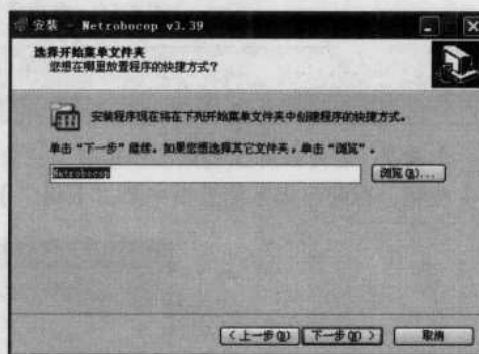 安装 - Netrobocop v3.39
选择开始菜单文件夹
您想在哪里放置程序的快捷方式？
安装程序现在将在下列开始菜单文件夹中创建程序的快捷方式。
单击“下一步”继续。如果您想选择其它文件夹，单击“浏览”。
Netrobocop
浏览(R)...
<上一步(B)
下一步(N)>
取消